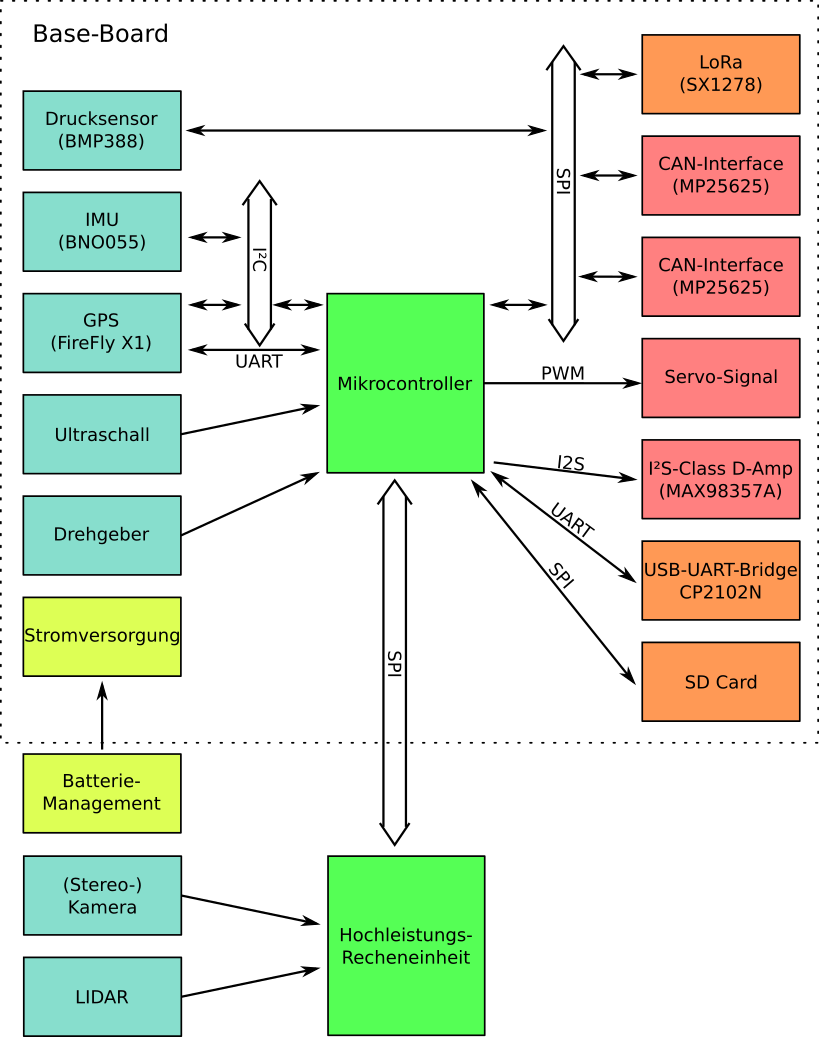 Base-Board
Drucksensor
(BMP388)
IMU
(BNO055)
GPS
(FireFly X1)
Ultraschall
Drehgeber
Stromversorgung
Batterie-
Management
(Stereo-)
Kamera
LIDAR
I²C
UART
Mikrocontroller
SPI
Hochleistungs-
Recheneinheit
SPI
PWM
I2S
UART
SPI
LoRa
(SX1278)
CAN-Interface
(MP25625)
CAN-Interface
(MP25625)
Servo-Signal
I²S-Class D-Amp
(MAX98357A)
USB-UART-Bridge
CP2102N
SD Card